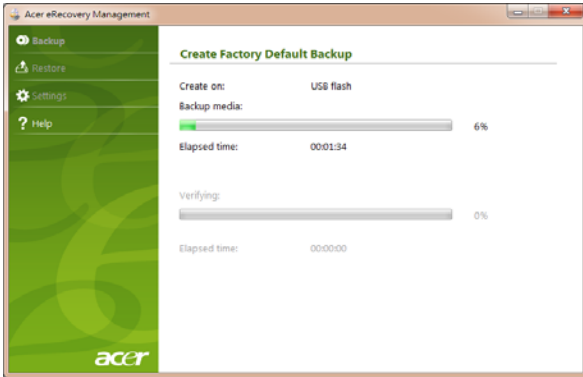 Acer eRecovery Management
Backup
Restore
Settings
Help
Create Factory Default Backup
Create on: USB flash
Backup media:
6%
Elapsed time: 00:01:34
Verifying:
0%
Elapsed time: 00:00:00
acer